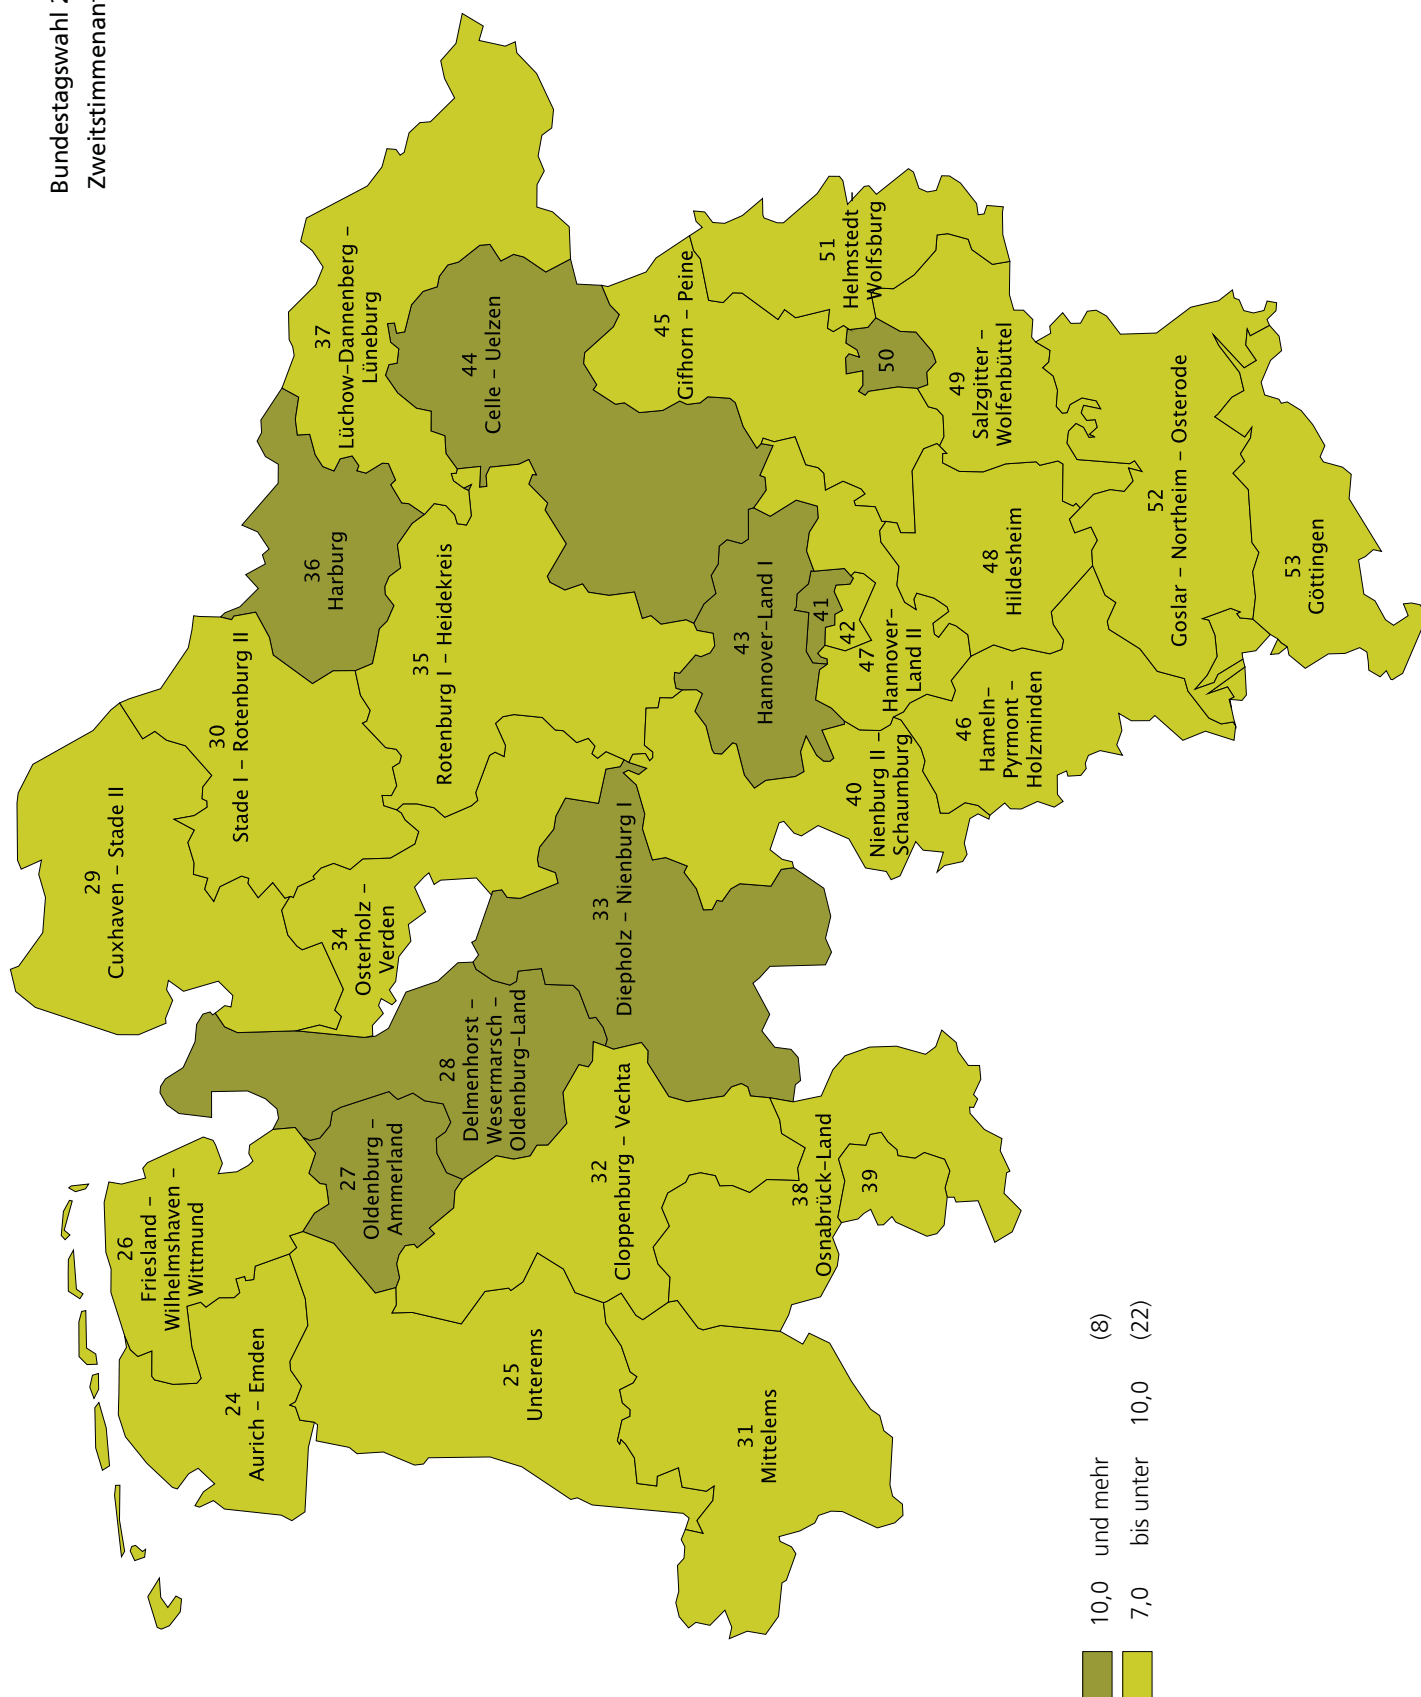 Bundestagswahl
24
Aurich – Emden
25
Unterems
26
Friesland –
Wilhelmshaven –
Wittmund
27
Oldenburg –
Ammerland
28
Delmenhorst –
Wesermarsch –
Oldenburg–Land
29
Cuxhaven – Stade II
30
Stade I – Rotenburg II
31
Mittelems
32
Cloppenburg – Vechta
33
Diepholz – Nienburg I
34
Osterholz –
Verden
35
Rotenburg I – Heidekreis
36
Harburg
37
Lüchow–Dannenberg –
Lüneburg
38
Osnabrück–Land
39
40
Nienburg II –
Schaumburg
41
42
43
Hannover–Land I
44
Celle – Uelzen
45
Gifhorn – Peine
46
Hameln–
Pyrmont –
Holzminden
47
Hannover–
Land II
48
Hildesheim
49
Salzgitter –
Wolfenbüttel
50
51
Helmstedt –
Wolfsburg
52
Goslar – Northeim – Osterode
53
Göttingen
10,0 und mehr (8)
7,0 bis unter 10,0 (22)